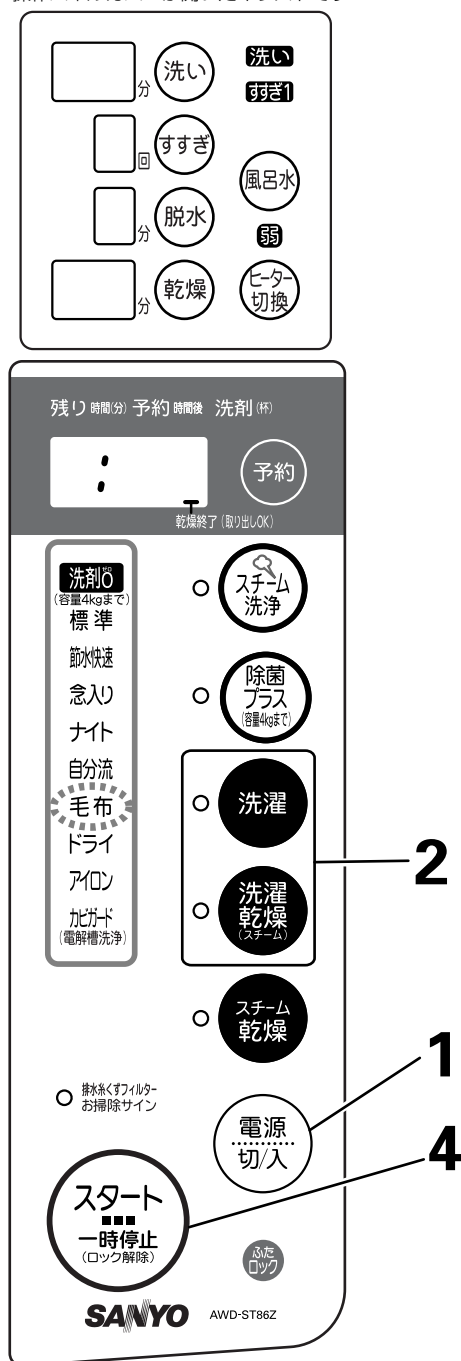 分
洗い
洗い
すすぎ1
回
すすぎ
風呂水
分
脱水
弱
分
乾燥
ヒーター
切換
残り時間(分) 予約時間後 洗剤(杯)
:
予約
乾燥終了(取り出しOK)
洗剤0
ゼロ
(容量4kgまで)
標準
節水快速
念入り
ナイト
自分流
毛布
ドライ
アイロン
カビガード
(電解槽洗浄)
スチーム
洗浄
除菌
プラス
(容量4kgまで)
洗濯
2
洗濯
乾燥
(スチーム)
スチーム
乾燥
1
排水糸くずフィルター
お掃除サイン
電源
切/入
4
スタート
一時停止
(ロック解除)
ふた
ロック
SANYO AWD-ST86Z